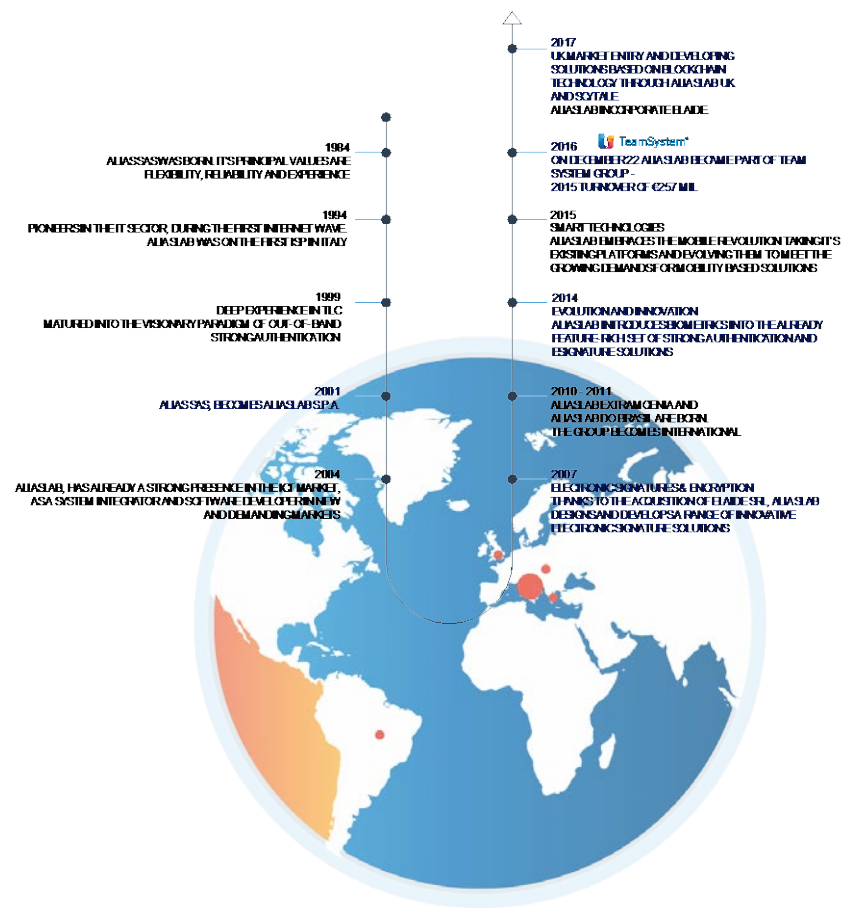 1984
ALIAS SAS WAS BORN. IT'S PRINCIPAL VALUES ARE
FLEXIBILITY, RELIABILITY AND EXPERIENCE
1994
PIONEERS IN THE IT SECTOR, DURING THE FIRST INTERNET WAVE.
ALIASLAB WAS ON THE FIRST ISP IN ITALY
1999
DEEP EXPERIENCE IN TLC
MATURED INTO THE VISIONARY PARADIGM OF OUT-OF-BAND
STRONG AUTHENTICATION
2001
ALIAS SAS, BECOMES ALIASLAB S.P.A.
2004
ALIASLAB, HAS ALREADY A STRONG PRESENCE IN THE ICT MARKET,
AS A SYSTEM INTEGRATOR AND SOFTWARE DEVELOPER IN NEW
AND DEMANDING MARKETS
2017
UK MARKET ENTRY AND DEVELOPING
SOLUTIONS BASED ON BLOCKCHAIN
TECHNOLOGY THROUGH ALIASLAB UK
AND SCYTALE
ALIASLAB INCORPORATE ELAIDE
2016
TeamSystem®
ON DECEMBER 22 ALIASLAB BECAME PART OF TEAM
SYSTEM GROUP -
2015 TURNOVER OF €257 MIL
2015
SMART TECHNOLOGIES
ALIASLAB EMBRACES THE MOBILE REVOLUTION TAKING IT'S
EXISTING PLATFORMS AND EVOLVING THEM TO MEET THE
GROWING DEMANDS FOR MOBILITY BASED SOLUTIONS
2014
EVOLUTION AND INNOVATION
ALIASLAB INTRODUCES BIOMETRICS INTO THE ALREADY
FEATURE-RICH SET OF STRONG AUTHENTICATION AND
ESIGNATURE SOLUTIONS
2010 - 2011
ALIASLAB EXTRAMOENIA AND
ALIASLAB DO BRASIL ARE BORN.
THE GROUP BECOMES INTERNATIONAL
2007
ELECTRONIC SIGNATURES & ENCRYPTION
THANKS TO THE ACQUISITION OF ELAIDE SRL, ALIASLAB
DESIGNS AND DEVELOPS A RANGE OF INNOVATIVE
ELECTRONIC SIGNATURE SOLUTIONS